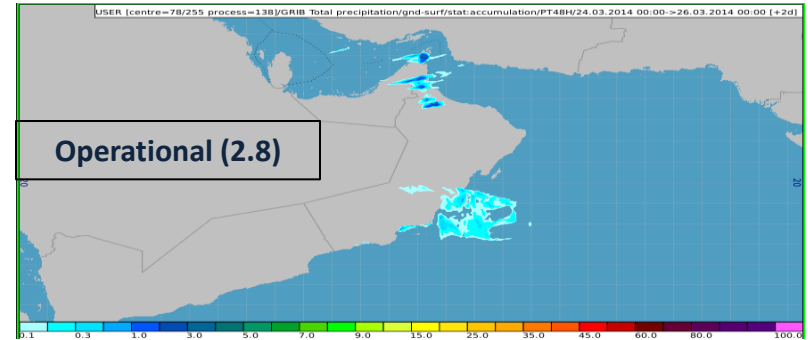 USER [centre=78/255 process=138]/GRIB Total precipitation/gnd-surf/stat:accumulation/PT48H/24.03.2014 00:00->26.03.2014 00:00 [+2d]
Operational (2.8)
20
20
0.1 0.3 1.0 3.0 5.0 7.0 9.0 15.0 25.0 35.0 45.0 60.0 80.0 100.0